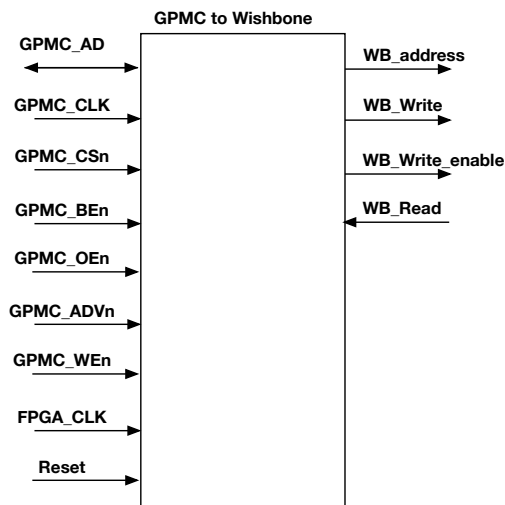 GPMC to Wishbone
GPMC_AD
GPMC_CLK
GPMC_CSn
GPMC_BEn
GPMC_OEn
GPMC_ADVn
GPMC_WEn
FPGA_CLK
Reset
WB_address
WB_Write
WB_Write_enable
WB_Read